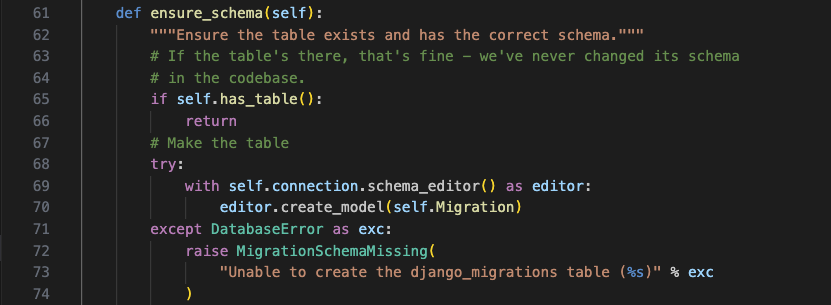 61 def ensure_schema(self):
62 """Ensure the table exists and has the correct schema."""
63 # If the table's there, that's fine - we've never changed its schema
64 # in the codebase.
65 if self.has_table():
66 return
67 # Make the table
68 try:
69 with self.connection.schema_editor() as editor:
70 editor.create_model(self.Migration)
71 except DatabaseError as exc:
72 raise MigrationSchemaMissing(
73 "Unable to create the django_migrations table (%s)" % exc
74 )